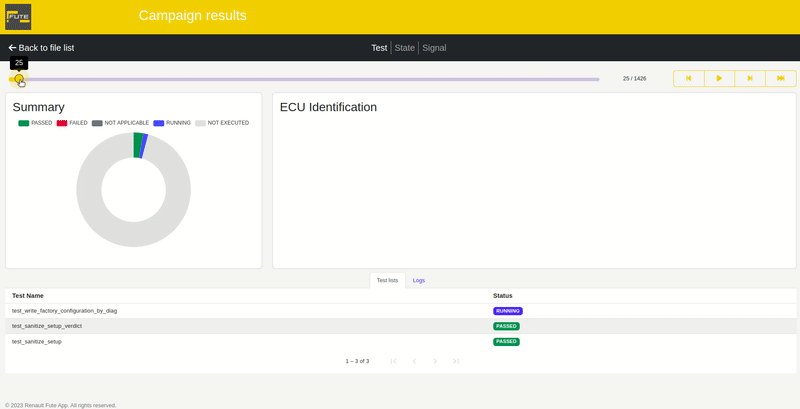 FUTE
Campaign results
Back to file list
Test State Signal
25
25 / 1426
Summary
PASSED FAILED NOT APPLICABLE RUNNING NOT EXECUTED
ECU Identification
Test lists Logs
Test Name Status
test_write_factory_configuration_by_diag RUNNING
test_sanitize_setup_verdict PASSED
test_sanitize_setup PASSED
1 – 3 of 3
© 2023 Renault Fute App. All rights reserved.